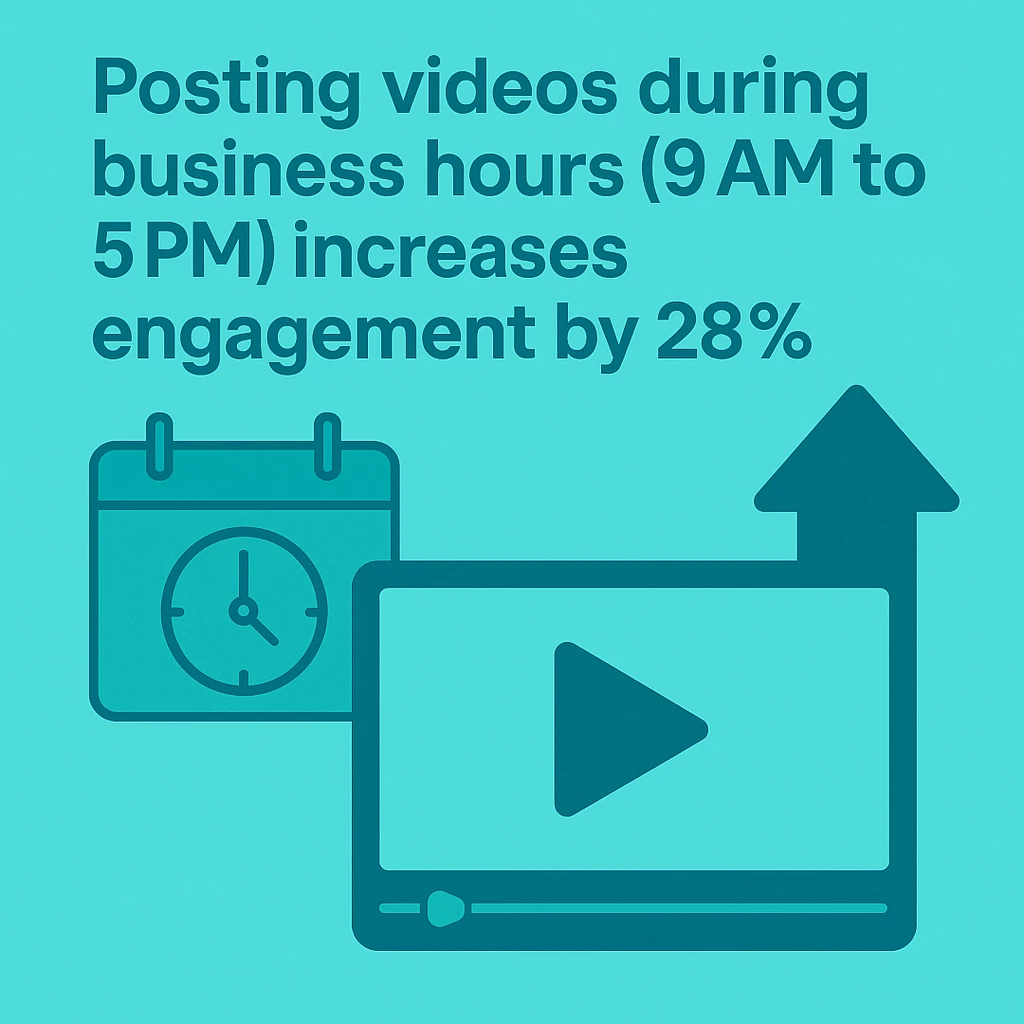 Posting videos during
business hours (9 AM to
5 PM) increases
engagement by 28%